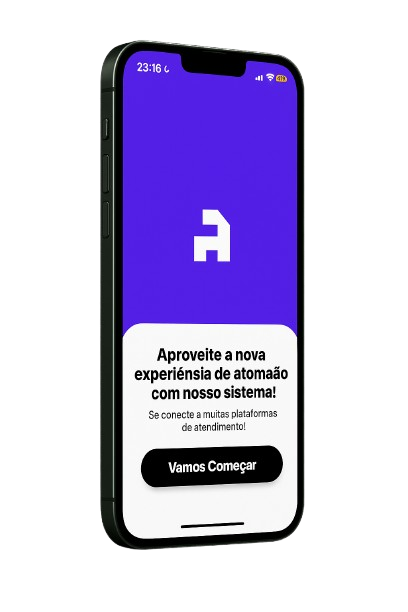 23:16
Aproveite a nova
experiénsia de atomaão
com nosso sistema!
Se conecte a muitas plataformas
de atendimento!
Vamos Começar